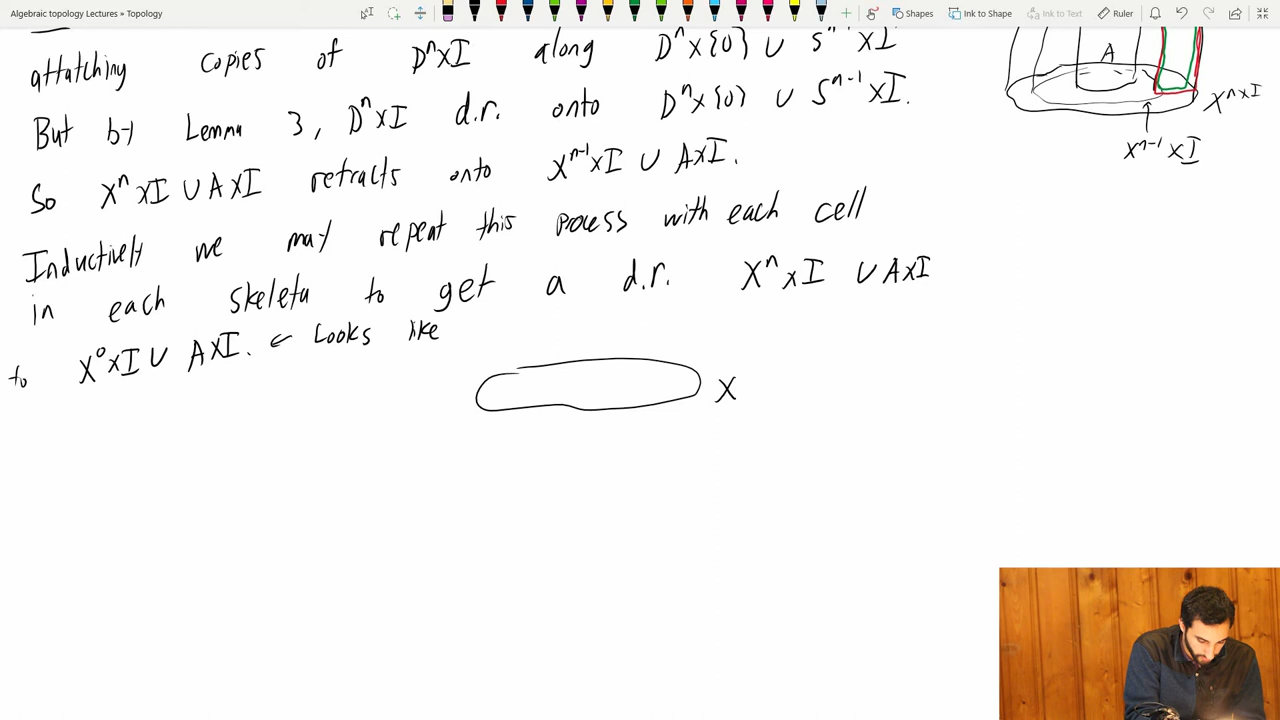 Algebraic topology Lectures » Topology
Shapes
Ink to Shape
Ink to Text
Ruler
attatching copies of DⁿxI along Dⁿx{0} ∪ Sⁿ⁻¹xI
But by Lemma 3, DⁿxI d.r. onto Dⁿx{0} ∪ Sⁿ⁻¹xI.
So XⁿxI ∪ AxI retracts onto Xⁿ⁻¹xI ∪ AxI.
Inductively we may repeat this process with each cell
in each skeleta to get a d.r. XⁿxI ∪ AxI
to X⁰xI ∪ AxI. ← Looks like
X
A
XⁿxI
Xⁿ⁻¹xI